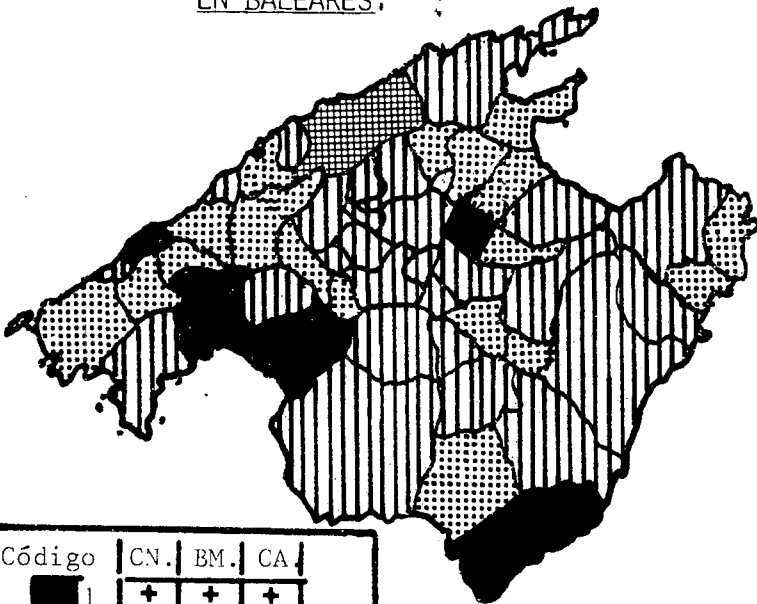 EN BALEARES.
Código CN. BM. CA.
1 + + +